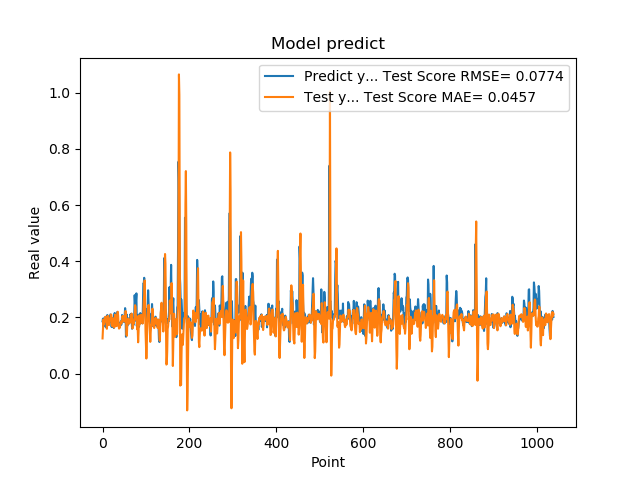 Model predict
Predict y... Test Score RMSE= 0.0774
Test y... Test Score MAE= 0.0457
1.0
0.8
0.6
0.4
0.2
0.0
Real value
0 200 400 600 800 1000
Point